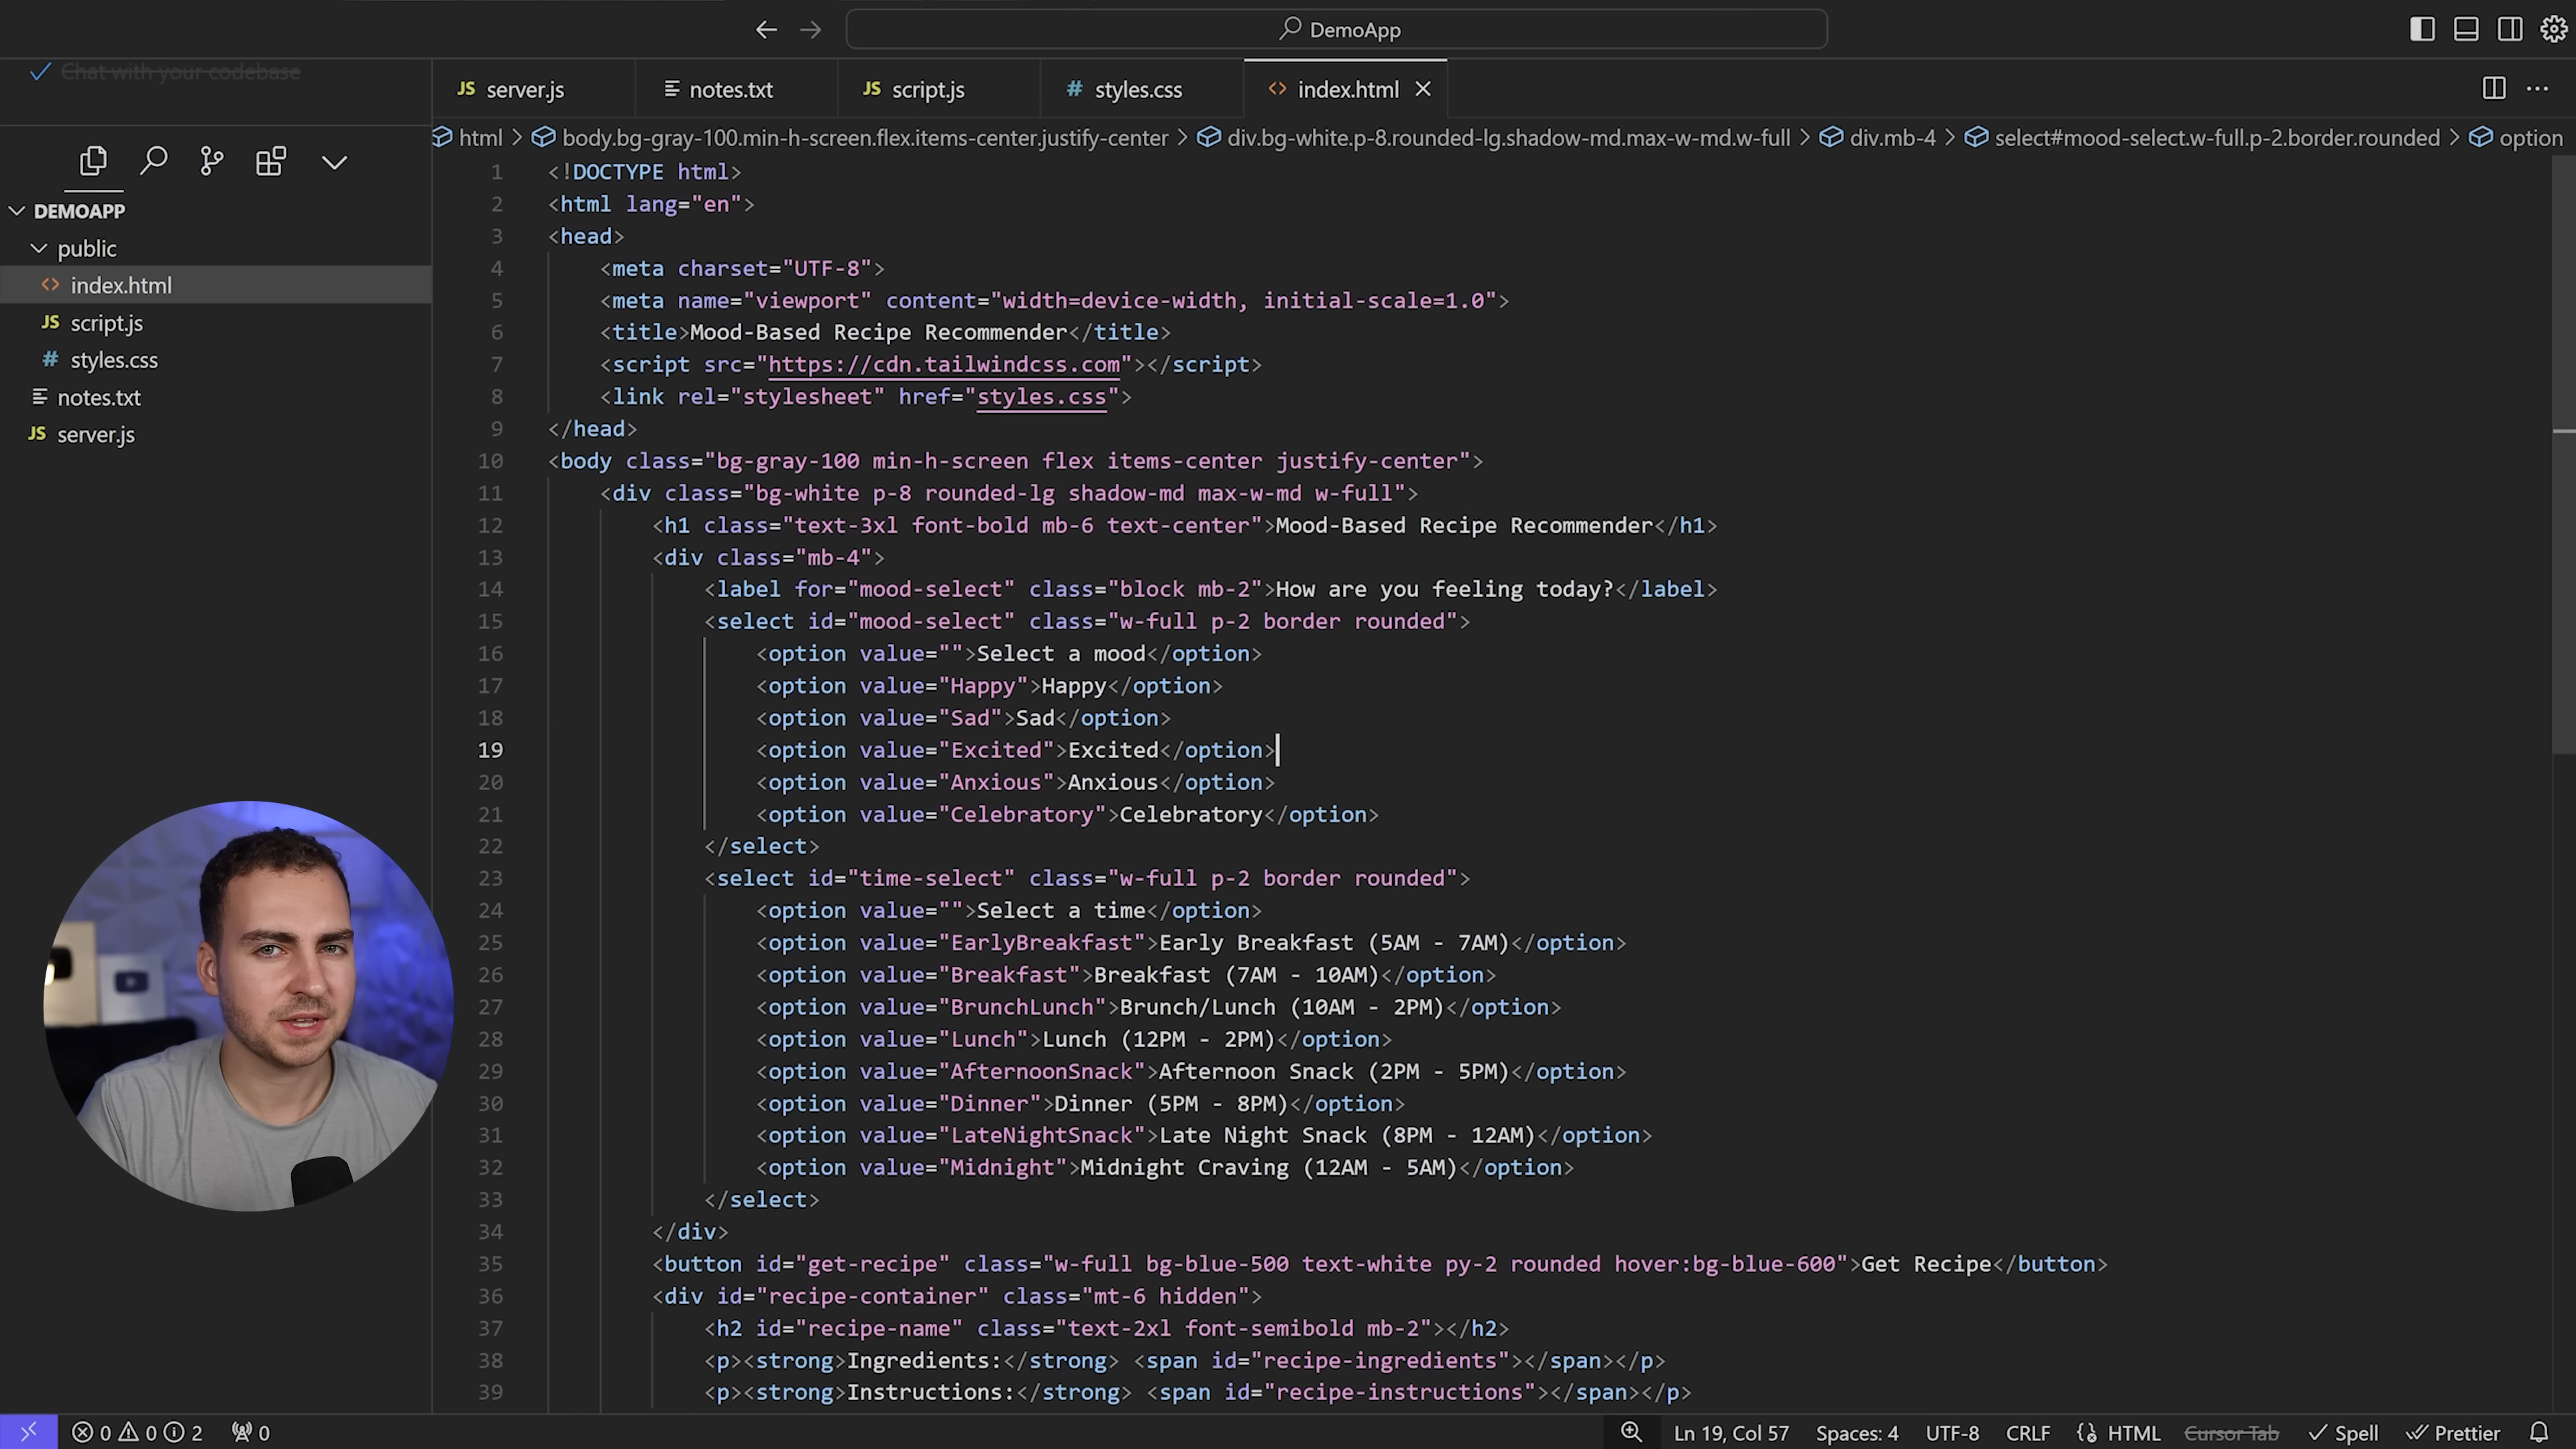 DemoApp
Chat with your codebase
JS server.js
notes.txt
JS script.js
# styles.css
<> index.html
html > body.bg-gray-100.min-h-screen.flex.items-center.justify-center > div.bg-white.p-8.rounded-lg.shadow-md.max-w-md.w-full > div.mb-4 > select#mood-select.w-full.p-2.border.rounded > option
DEMOAPP
public
<> index.html
JS script.js
# styles.css
notes.txt
JS server.js
1 <!DOCTYPE html>
2 <html lang="en">
3 <head>
4 <meta charset="UTF-8">
5 <meta name="viewport" content="width=device-width, initial-scale=1.0">
6 <title>Mood-Based Recipe Recommender</title>
7 <script src="https://cdn.tailwindcss.com"></script>
8 <link rel="stylesheet" href="styles.css">
9 </head>
10 <body class="bg-gray-100 min-h-screen flex items-center justify-center">
11 <div class="bg-white p-8 rounded-lg shadow-md max-w-md w-full">
12 <h1 class="text-3xl font-bold mb-6 text-center">Mood-Based Recipe Recommender</h1>
13 <div class="mb-4">
14 <label for="mood-select" class="block mb-2">How are you feeling today?</label>
15 <select id="mood-select" class="w-full p-2 border rounded">
16 <option value="">Select a mood</option>
17 <option value="Happy">Happy</option>
18 <option value="Sad">Sad</option>
19 <option value="Excited">Excited</option>
20 <option value="Anxious">Anxious</option>
21 <option value="Celebratory">Celebratory</option>
22 </select>
23 <select id="time-select" class="w-full p-2 border rounded">
24 <option value="">Select a time</option>
25 <option value="EarlyBreakfast">Early Breakfast (5AM - 7AM)</option>
26 <option value="Breakfast">Breakfast (7AM - 10AM)</option>
27 <option value="BrunchLunch">Brunch/Lunch (10AM - 2PM)</option>
28 <option value="Lunch">Lunch (12PM - 2PM)</option>
29 <option value="AfternoonSnack">Afternoon Snack (2PM - 5PM)</option>
30 <option value="Dinner">Dinner (5PM - 8PM)</option>
31 <option value="LateNightSnack">Late Night Snack (8PM - 12AM)</option>
32 <option value="Midnight">Midnight Craving (12AM - 5AM)</option>
33 </select>
34 </div>
35 <button id="get-recipe" class="w-full bg-blue-500 text-white py-2 rounded hover:bg-blue-600">Get Recipe</button>
36 <div id="recipe-container" class="mt-6 hidden">
37 <h2 id="recipe-name" class="text-2xl font-semibold mb-2"></h2>
38 <p><strong>Ingredients:</strong> <span id="recipe-ingredients"></span></p>
39 <p><strong>Instructions:</strong> <span id="recipe-instructions"></span></p>
0 0 2 0 Ln 19, Col 57 Spaces: 4 UTF-8 CRLF HTML Cursor Tab Spell Prettier